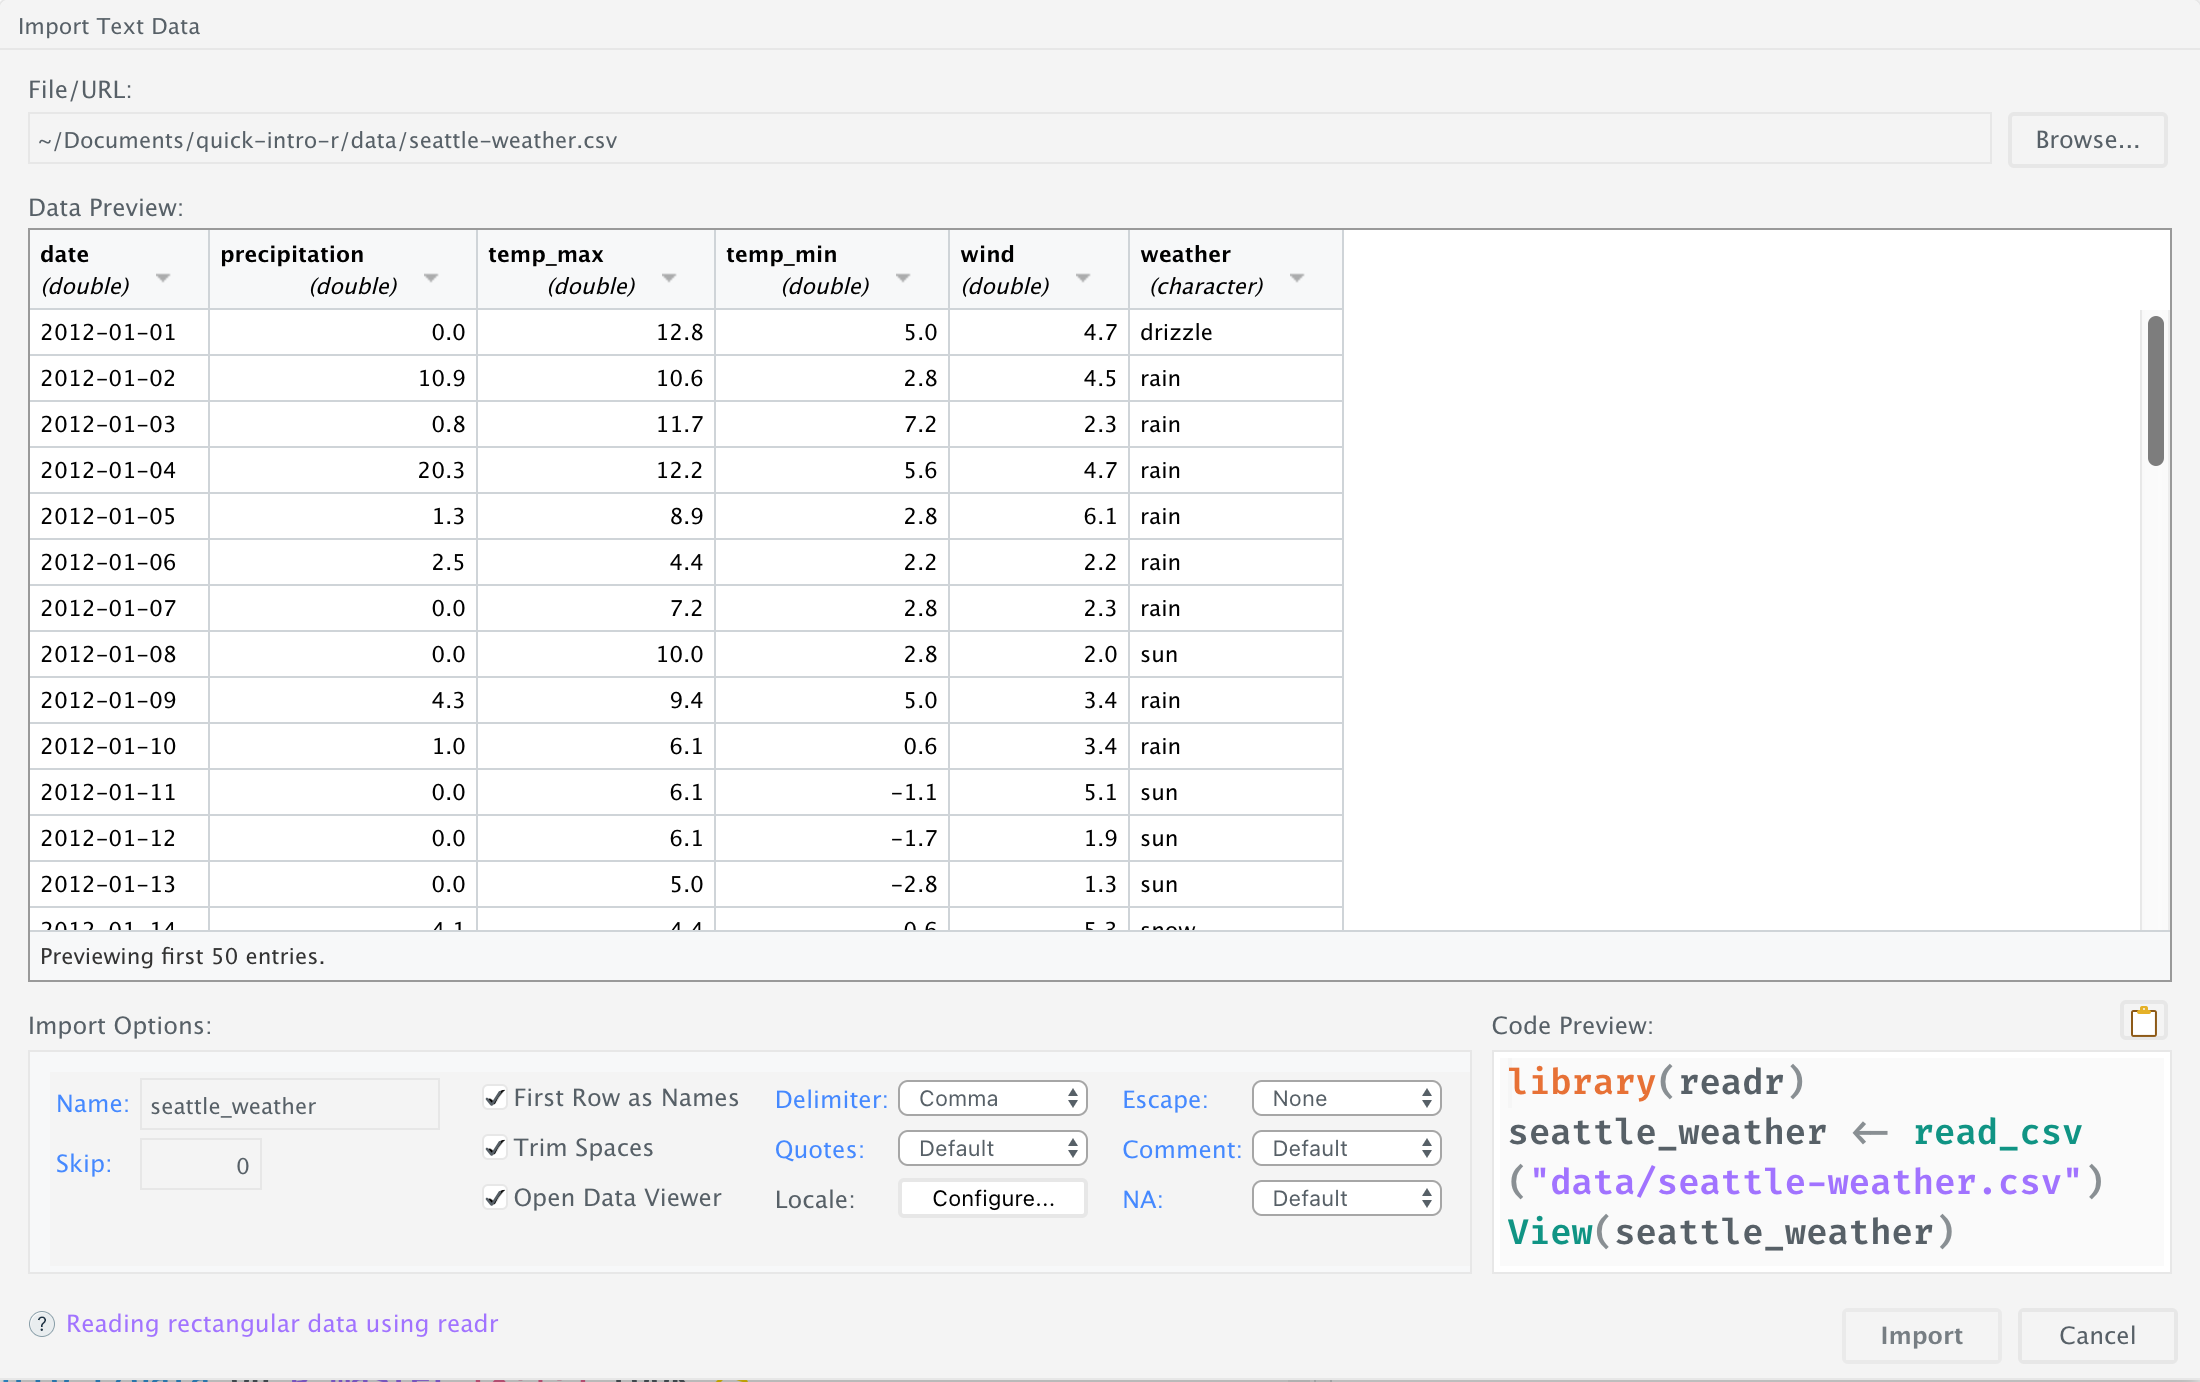 Import Text Data
File/URL:
~/Documents/quick-intro-r/data/seattle-weather.csv Browse...
Data Preview:
date precipitation temp_max temp_min wind weather
(double) (double) (double) (double) (double) (character)
2012-01-01 0.0 12.8 5.0 4.7 drizzle
2012-01-02 10.9 10.6 2.8 4.5 rain
2012-01-03 0.8 11.7 7.2 2.3 rain
2012-01-04 20.3 12.2 5.6 4.7 rain
2012-01-05 1.3 8.9 2.8 6.1 rain
2012-01-06 2.5 4.4 2.2 2.2 rain
2012-01-07 0.0 7.2 2.8 2.3 rain
2012-01-08 0.0 10.0 2.8 2.0 sun
2012-01-09 4.3 9.4 5.0 3.4 rain
2012-01-10 1.0 6.1 0.6 3.4 rain
2012-01-11 0.0 6.1 -1.1 5.1 sun
2012-01-12 0.0 6.1 -1.7 1.9 sun
2012-01-13 0.0 5.0 -2.8 1.3 sun
2012-01-14 4.1 4.4 0.6 5.3 snow
Previewing first 50 entries.
Import Options:
Name: seattle_weather
Skip: 0
First Row as Names
Trim Spaces
Open Data Viewer
Delimiter: Comma
Quotes: Default
Locale: Configure...
Escape: None
Comment: Default
NA: Default
Code Preview:
library(readr)
seattle_weather <- read_csv
("data/seattle-weather.csv")
View(seattle_weather)
? Reading rectangular data using readr
Import Cancel